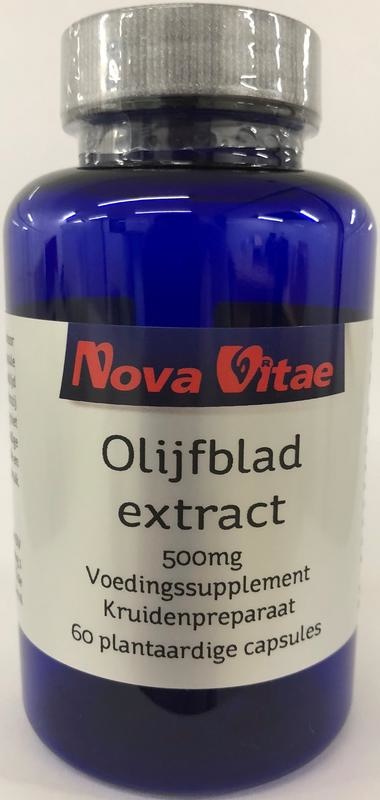 Nova Vitae
Olijfblad
extract
500mg
Voedingssupplement
Kruidenpreparaat
60 plantaardige capsules